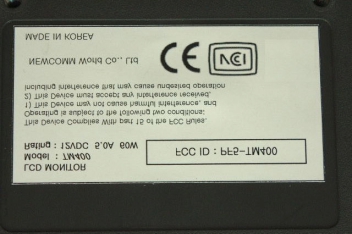 LCD MONITOR
Model : TM400
Rating : 12VDC 5.0A 60W
FCC ID : PF5-TM400
This Device Complies With part 15 of the FCC Rules.
Operating is subject to the following two conditions:
1) This Device may not cause harmful interference, and
2) This Device must accept any interference received,
including interference that may cause undesired operation
NEWCOMM World Co., Ltd
CE
MADE IN KOREA